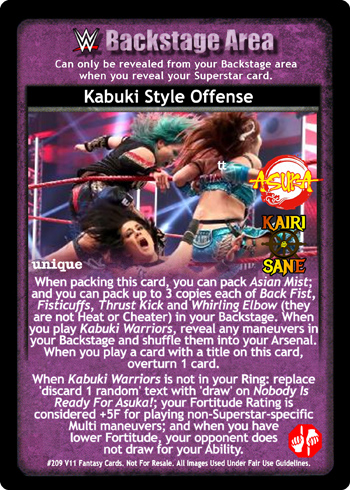 W Backstage Area
Can only be revealed from your Backstage area
when you reveal your Superstar card.
Kabuki Style Offense
tt
ASUKA
KAIRI
SANE
unique
When packing this card, you can pack Asian Mist;
and you can pack up to 3 copies each of Back Fist,
Fisticuffs, Thrust Kick and Whirling Elbow (they
are not Heat or Cheater) in your Backstage. When
you play Kabuki Warriors, reveal any maneuvers in
your Backstage and shuffle them into your Arsenal.
When you play a card with a title on this card,
overturn 1 card.
When Kabuki Warriors is not in your Ring: replace
'discard 1 random' text with 'draw' on Nobody Is
Ready For Asuka!; your Fortitude Rating is
considered +5F for playing non-Superstar-specific
Multi maneuvers; and when you have
lower Fortitude, your opponent does
not draw for your Ability.
#209 V11 Fantasy Cards. Not For Resale. All Images Used Under Fair Use Guidelines.